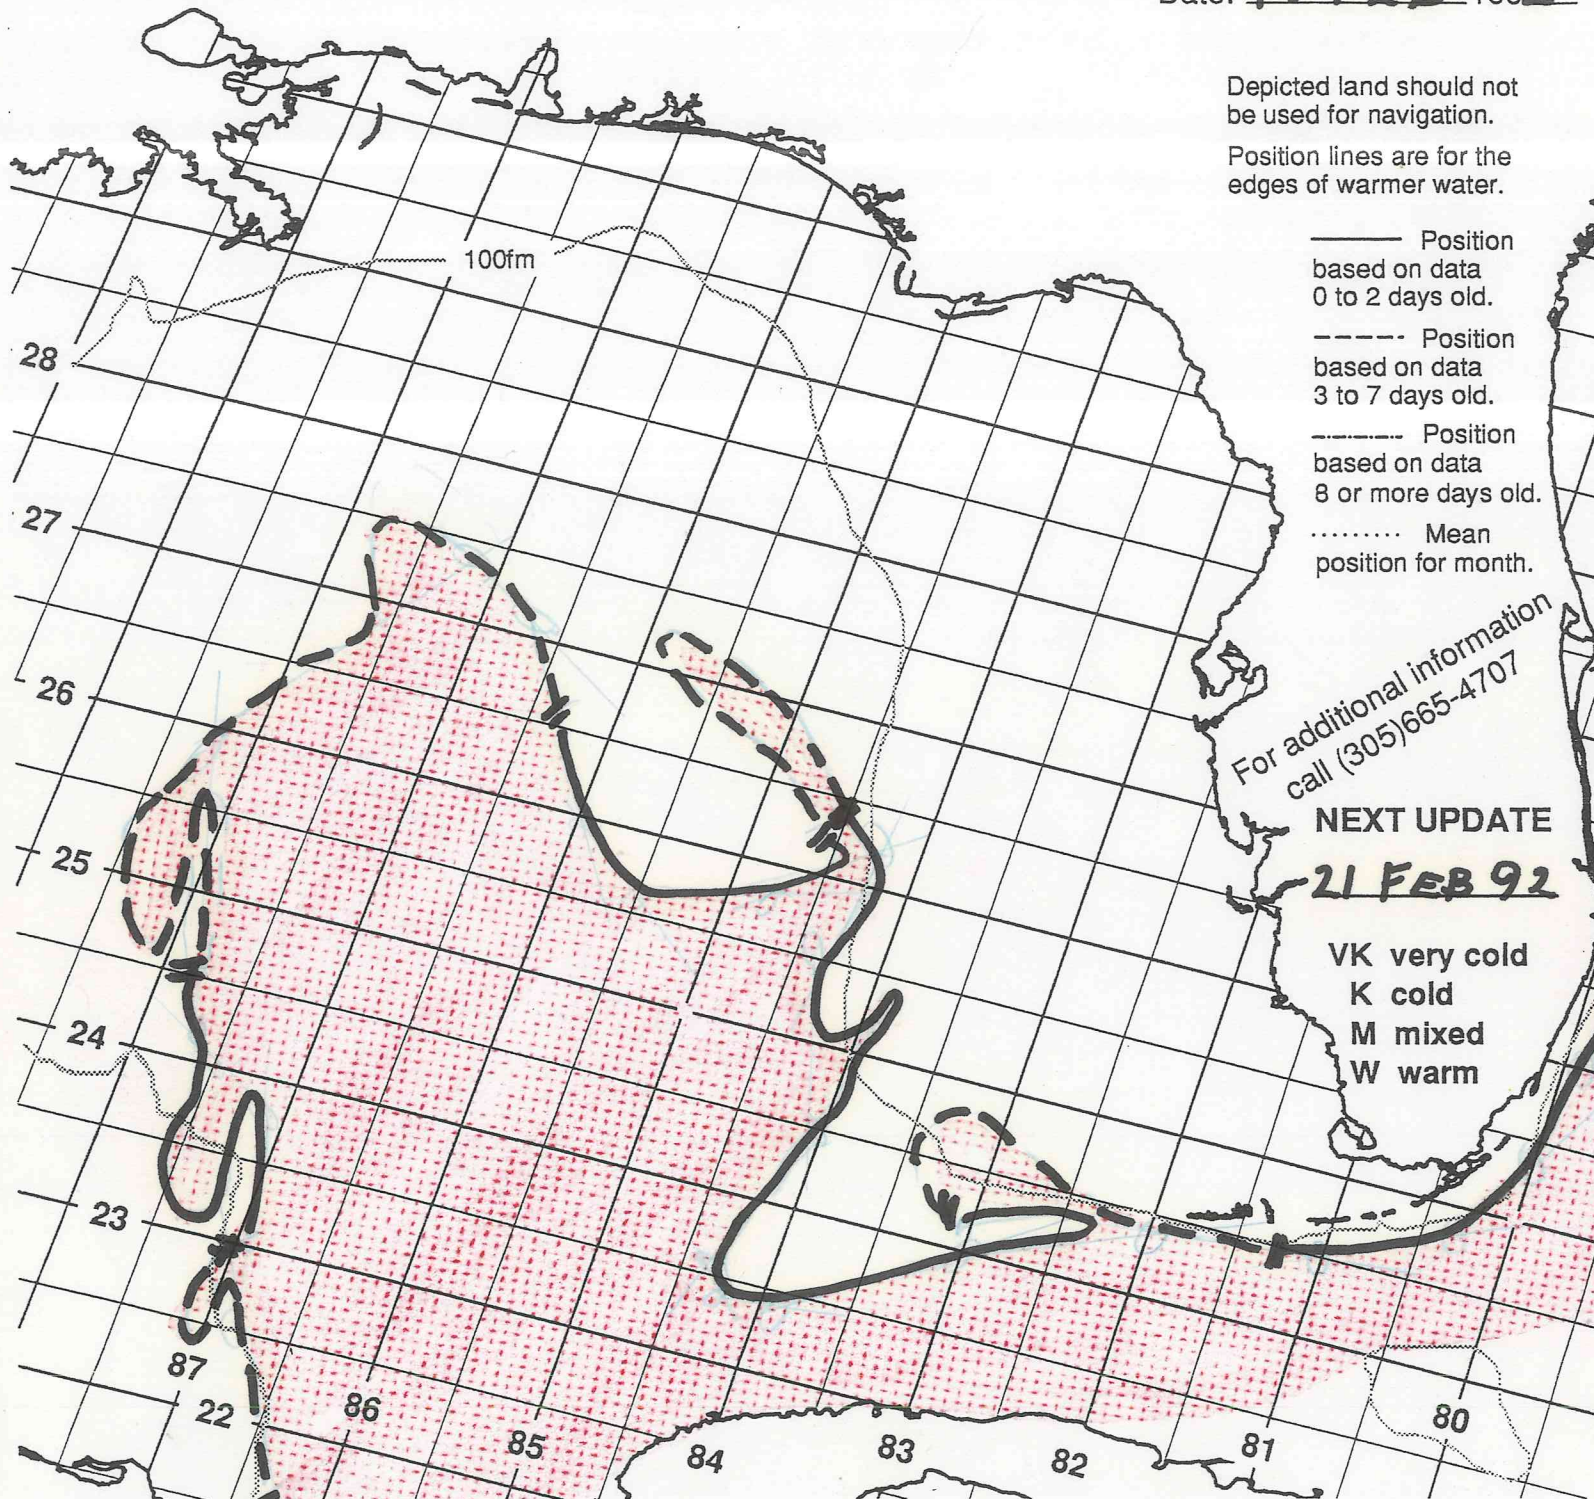 Date:
Depicted land should not
be used for navigation.
Position lines are for the
edges of warmer water.
Position
based on data
0 to 2 days old.
Position
based on data
3 to 7 days old.
Position
based on data
8 or more days old.
Mean
position for month.
For additional information
call (305)665-4707
NEXT UPDATE
21 FEB 92
VK very cold
K cold
M mixed
W warm
100fm
28
27
26
25
24
23
22
87
86
85
84
83
82
81
80